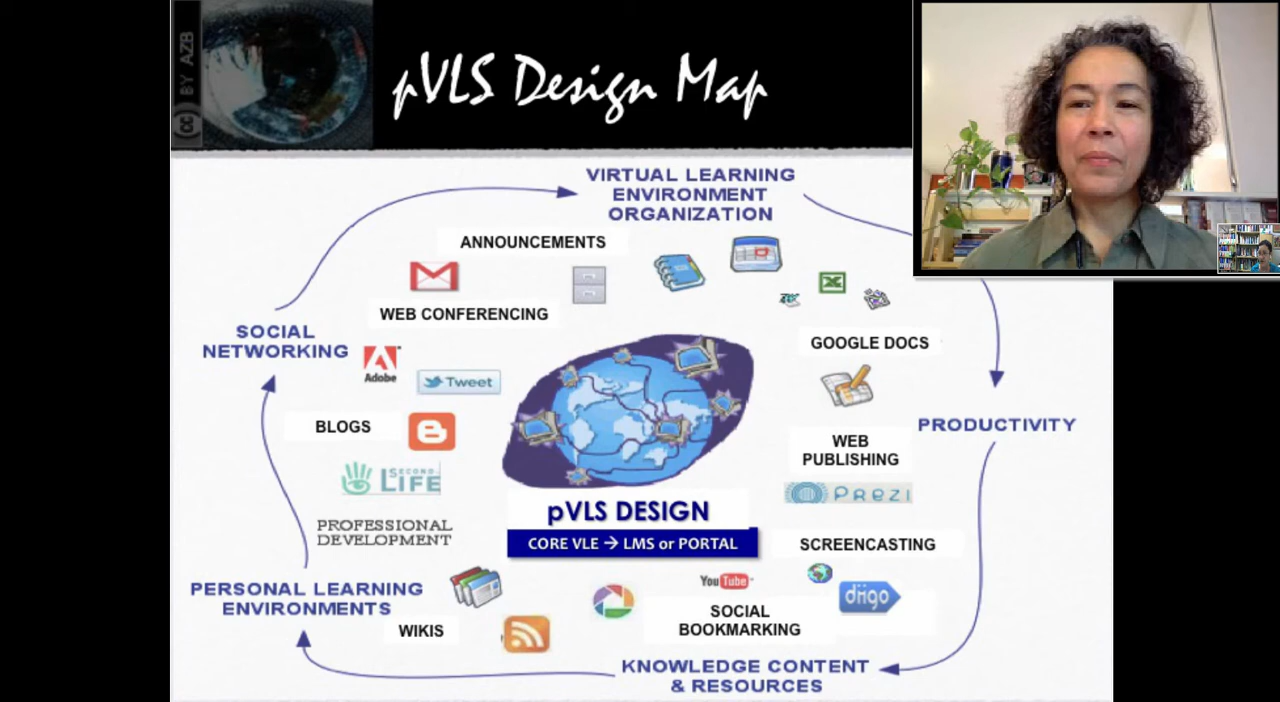 (cc) BY AZB
pVLS Design Map
VIRTUAL LEARNING
ENVIRONMENT
ORGANIZATION
ANNOUNCEMENTS
WEB CONFERENCING
SOCIAL
NETWORKING
GOOGLE DOCS
Adobe
Tweet
BLOGS
PRODUCTIVITY
WEB
PUBLISHING
SECOND
LIFE
PREZI
pVLS DESIGN
PROFESSIONAL
DEVELOPMENT
CORE VLE → LMS or PORTAL
SCREENCASTING
YouTube
PERSONAL LEARNING
ENVIRONMENTS
diigo
SOCIAL
BOOKMARKING
WIKIS
KNOWLEDGE CONTENT
& RESOURCES